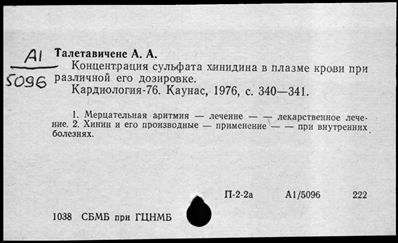 А1
5096
Талетавичене А. А.
Концентрация сульфата хинидина в плазме крови при
различной его дозировке.
Кардиология-76. Каунас, 1976, с. 340—341.
1. Мерцательная аритмия — лечение — — лекарственное лече-
ние. 2. Хинин и его производные — применение — — при внутренних
болезнях.
П-2-2а А1/5096 222
1038 СБМБ при ГЦНМБ